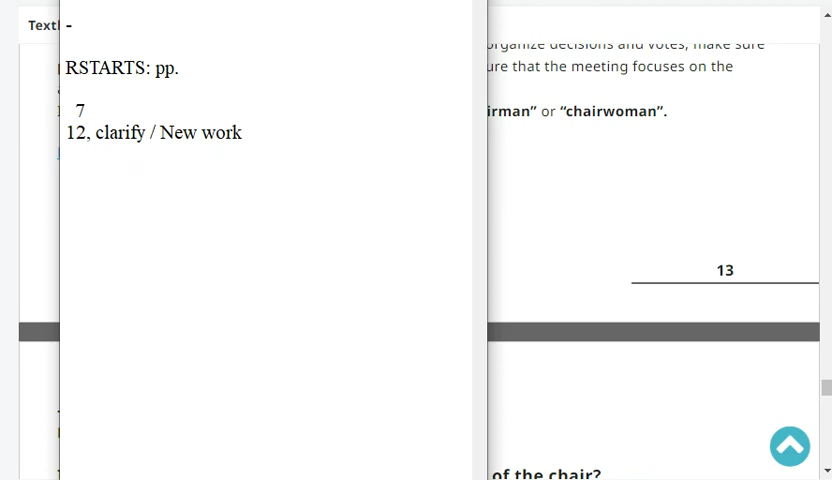 Text
-
organize decisions and votes, make sure
RSTARTS: pp.
ure that the meeting focuses on the
7
irman" or "chairwoman".
12, clarify / New work
13
of the chair?